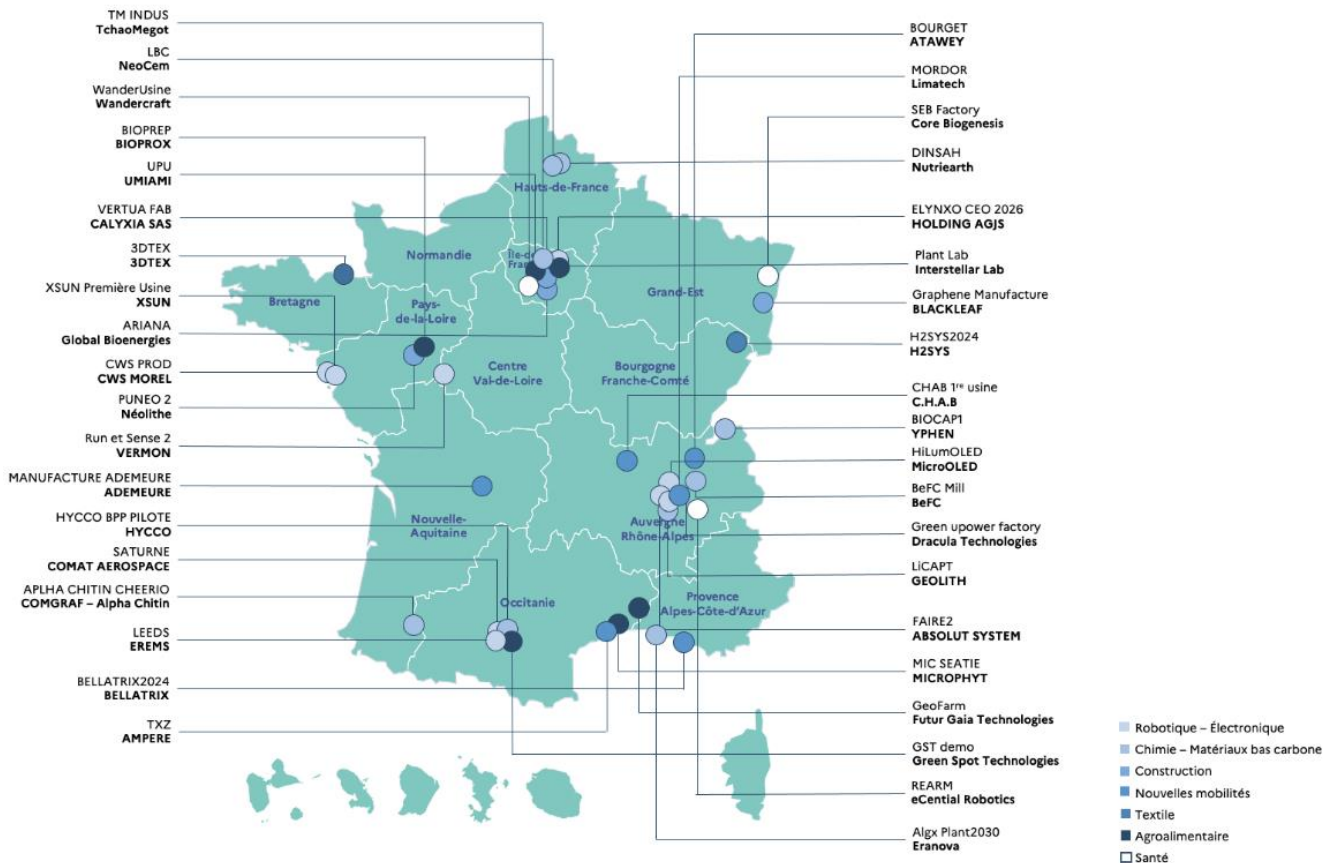 TM INDUS
TchaoMegot
LBC
NeoCem
WanderUsine
Wandercraft
BIOPREP
BIOPROX
UPU
UMIAMI
VERTUA FAB
CALYXIA SAS
3DTEX
3DTEX
XSUN Première Usine
XSUN
ARIANA
Global Bioenergies
CWS PROD
CWS MOREL
PUNEO 2
Néolithe
Run et Sense 2
VERMON
MANUFACTURE ADEMEURE
ADEMEURE
HYCCO BPP PILOTE
HYCCO
SATURNE
COMAT AEROSPACE
APLHA CHITIN CHEERIO
COMGRAF – Alpha Chitin
LEEDS
EREMS
BELLATRIX2024
BELLATRIX
TXZ
AMPERE
Hauts-de-France
Normandie
Île-de
Fran
Bretagne
Pays-
de-la-Loire
Grand-Est
Centre
Val-de-Loire
Bourgogne
Franche-Comté
Nouvelle-
Aquitaine
Auvergne
Rhône-Alpes
Occitanie
Provence
Alpes-Côte-d'Azur
BOURGET
ATAWEY
MORDOR
Limatech
SEB Factory
Core Biogenesis
DINSAH
Nutriearth
ELYNXO CEO 2026
HOLDING AGJS
Plant Lab
Interstellar Lab
Graphene Manufacture
BLACKLEAF
H2SYS2024
H2SYS
CHAB 1re usine
C.H.A.B
BIOCAP1
YPHEN
HiLumOLED
MicroOLED
BeFC Mill
BeFC
Green upower factory
Dracula Technologies
LiCAPT
GEOLITH
FAIRE2
ABSOLUT SYSTEM
MIC SEATIE
MICROPHYT
GeoFarm
Futur Gaia Technologies
GST demo
Green Spot Technologies
REARM
eCential Robotics
Algx Plant2030
Eranova
Robotique – Électronique
Chimie – Matériaux bas carbone
Construction
Nouvelles mobilités
Textile
Agroalimentaire
Santé